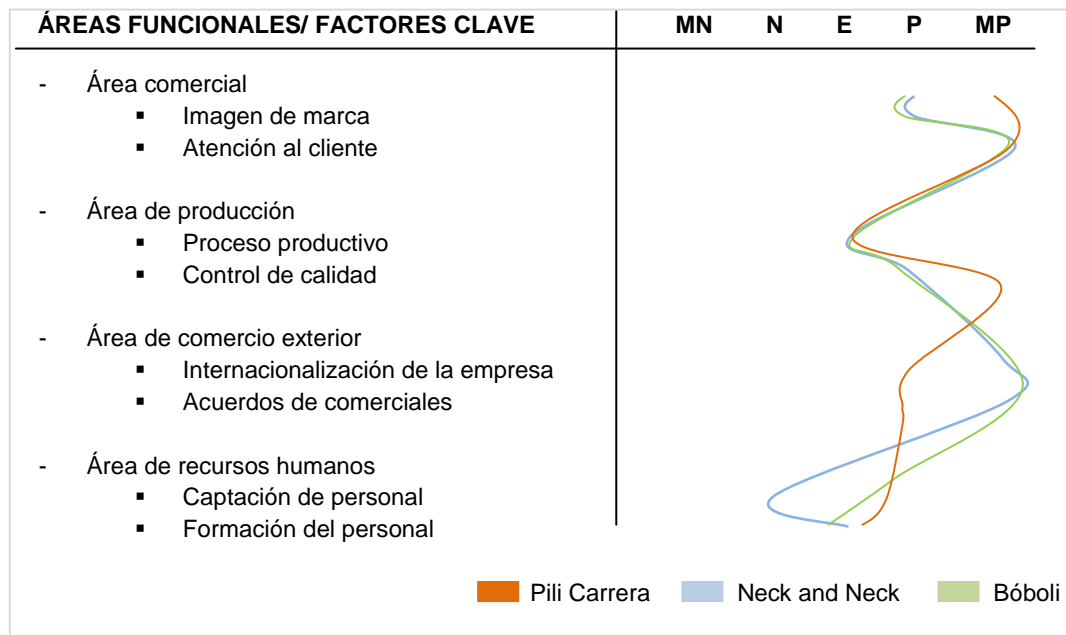 ÁREAS FUNCIONALES/ FACTORES CLAVE MN N E P MP
- Área comercial
▪ Imagen de marca
▪ Atención al cliente
- Área de producción
▪ Proceso productivo
▪ Control de calidad
- Área de comercio exterior
▪ Internacionalización de la empresa
▪ Acuerdos de comerciales
- Área de recursos humanos
▪ Captación de personal
▪ Formación del personal
Pili Carrera Neck and Neck Bóboli